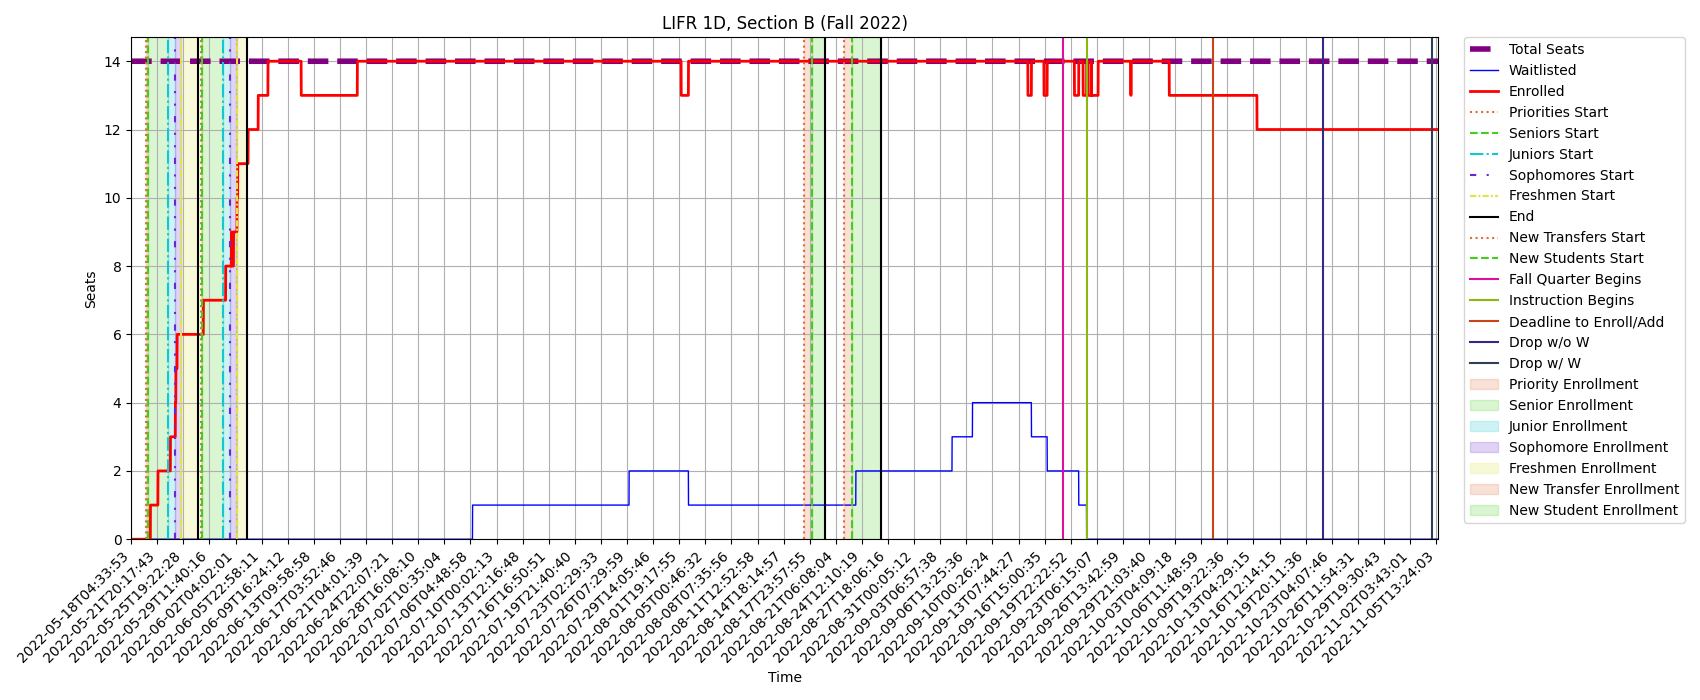 LIFR 1D, Section B (Fall 2022)
Seats
14
12
10
8
6
4
2
0
2022-05-18T04:33:53
2022-05-21T20:17:43
2022-05-25T19:22:28
2022-05-29T11:40:16
2022-06-02T04:02:01
2022-06-05T22:58:11
2022-06-09T16:24:12
2022-06-13T09:58:58
2022-06-17T03:52:46
2022-06-21T04:01:39
2022-06-24T22:07:21
2022-06-28T16:08:10
2022-07-02T10:35:04
2022-07-06T04:48:58
2022-07-10T00:02:13
2022-07-13T12:16:48
2022-07-16T16:50:51
2022-07-19T21:40:40
2022-07-23T02:29:33
2022-07-26T07:29:59
2022-07-29T14:05:46
2022-08-01T19:17:55
2022-08-05T00:46:32
2022-08-08T07:35:56
2022-08-11T12:52:58
2022-08-14T18:14:57
2022-08-17T23:57:55
2022-08-21T06:08:04
2022-08-24T12:10:19
2022-08-27T18:06:16
2022-08-31T00:05:12
2022-09-03T06:57:38
2022-09-06T13:25:36
2022-09-10T00:26:24
2022-09-13T07:44:27
2022-09-16T15:00:35
2022-09-19T22:22:52
2022-09-23T06:15:07
2022-09-26T13:42:59
2022-09-29T21:03:40
2022-10-03T04:09:18
2022-10-06T11:48:59
2022-10-09T19:22:36
2022-10-13T04:29:15
2022-10-16T12:14:15
2022-10-19T20:11:36
2022-10-23T04:07:46
2022-10-26T11:54:31
2022-10-29T19:30:43
2022-11-02T03:43:01
2022-11-05T13:24:03
Time
Total Seats
Waitlisted
Enrolled
Priorities Start
Seniors Start
Juniors Start
Sophomores Start
Freshmen Start
End
New Transfers Start
New Students Start
Fall Quarter Begins
Instruction Begins
Deadline to Enroll/Add
Drop w/o W
Drop w/ W
Priority Enrollment
Senior Enrollment
Junior Enrollment
Sophomore Enrollment
Freshmen Enrollment
New Transfer Enrollment
New Student Enrollment